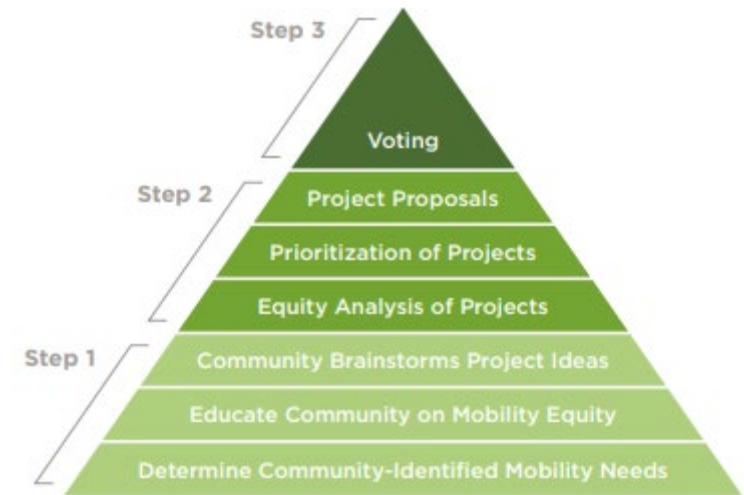 Step 3
Voting
Step 2
Project Proposals
Prioritization of Projects
Equity Analysis of Projects
Step 1
Community Brainstorms Project Ideas
Educate Community on Mobility Equity
Determine Community-Identified Mobility Needs